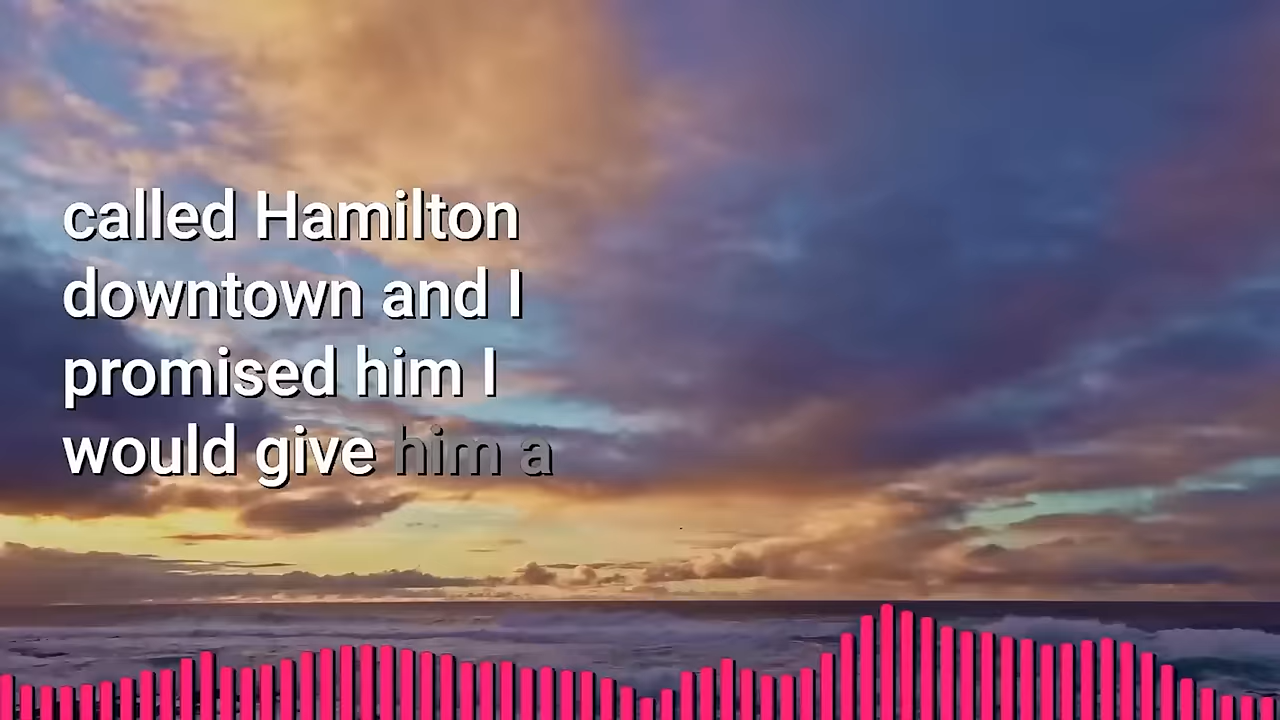 called Hamilton
downtown and I
promised him I
would give him a